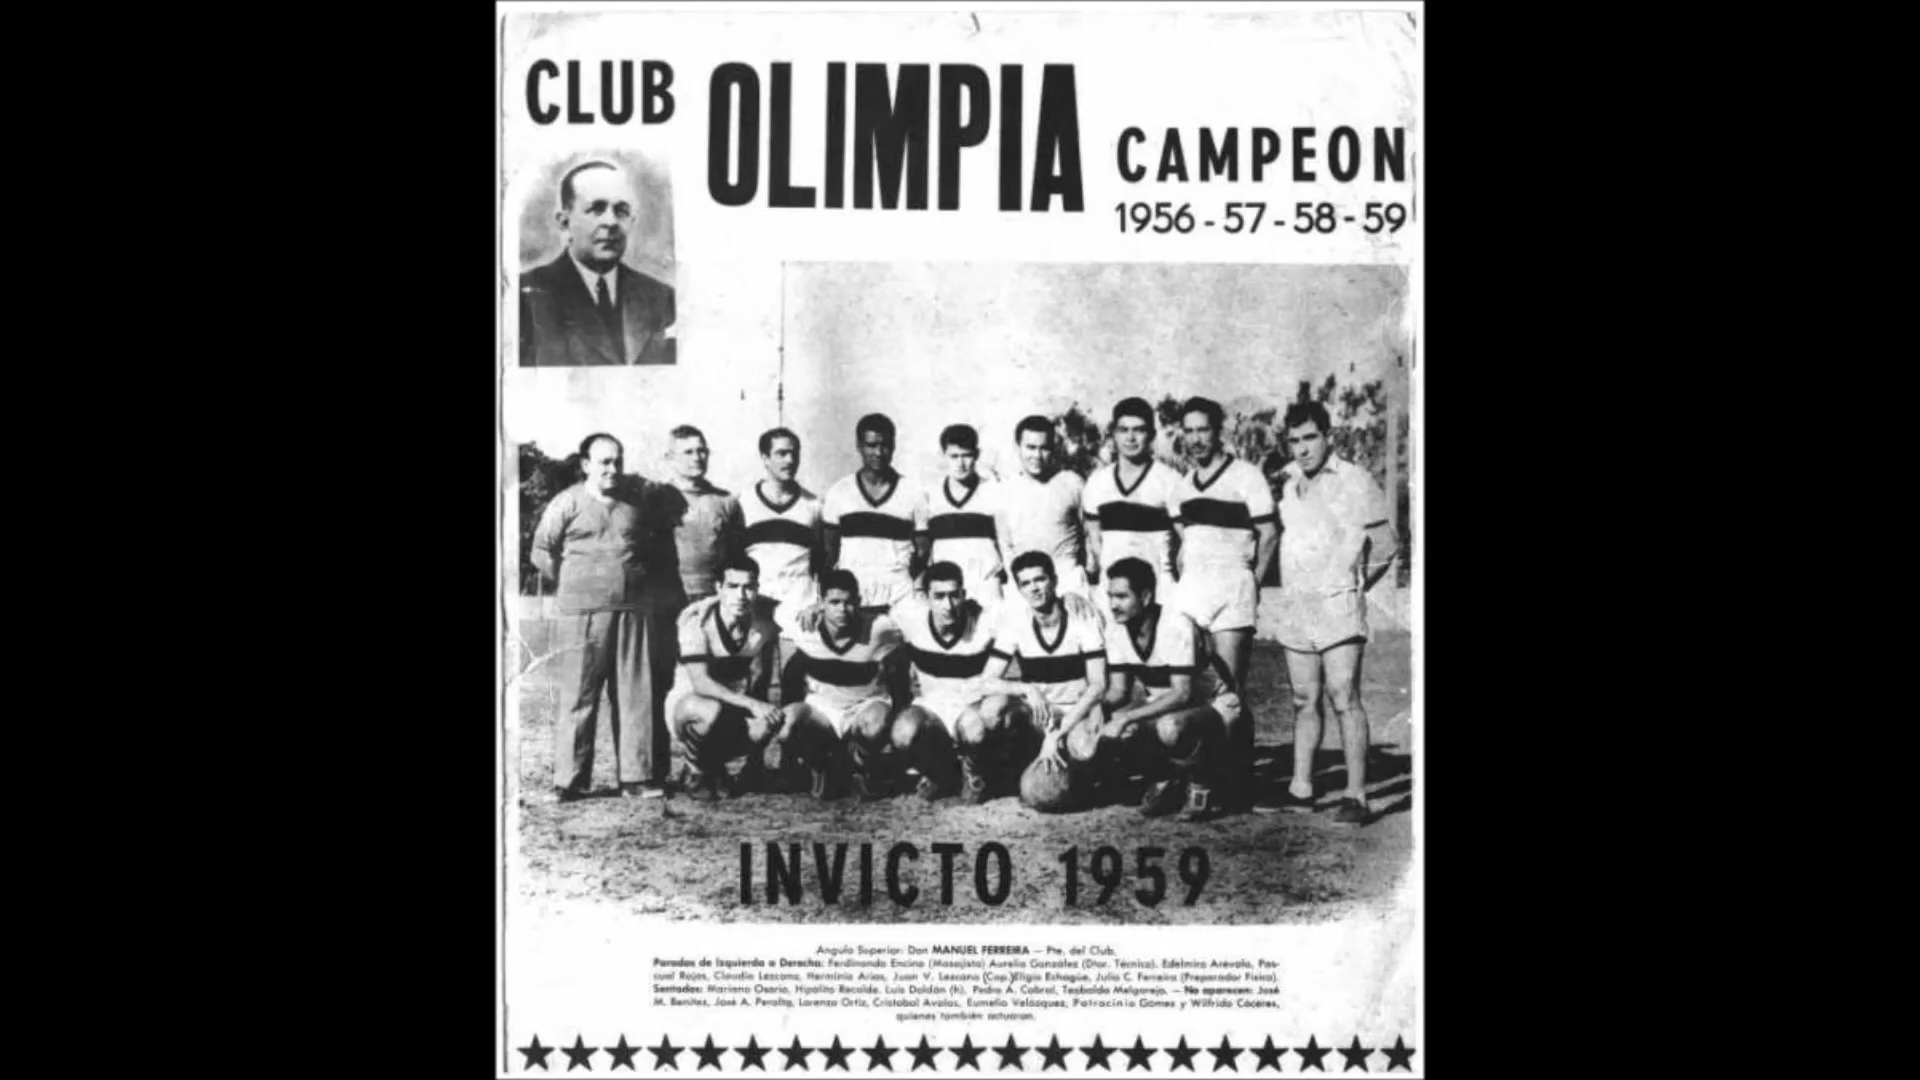 CLUB OLIMPIA CAMPEON
1956 - 57 - 58 - 59
INVICTO 1959
Angulo Superior: Don MANUEL FERREIRA — Pte. del Club.
Parados de Izquierda a Derecha: Ferdinando Encina (Masajista) Aurelio González (Dtor. Técnico). Edelmiro Arévalo, Pas-
cual Rojas, Claudio Lezcano, Herminio Arias, Juan V. Lezcano (Cap.) Eligio Echagüe, Julio C. Ferreira (Preparador Físico).
Sentados: Mariano Osorio, Hipólito Recalde, Luis Doldán (h), Pedro A. Cabral, Teobaldo Melgarejo. — No aparecen: José
M. Benítez, José A. Peralta, Lorenzo Ortiz, Cristobal Avalos, Eumelio Velázquez, Patrocinio Gómez y Wilfrido Cáceres,
quienes también actuaron.